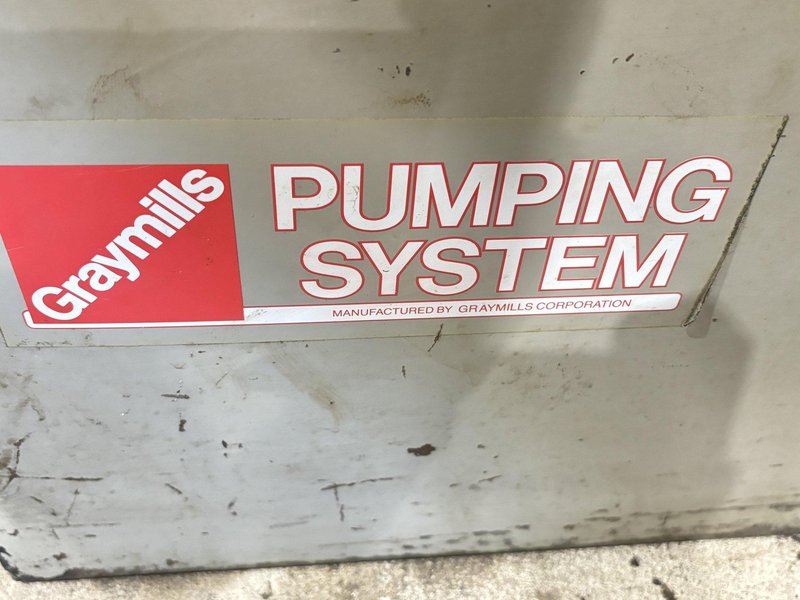 Graymills
PUMPING
SYSTEM
MANUFACTURED BY GRAYMILLS CORPORATION